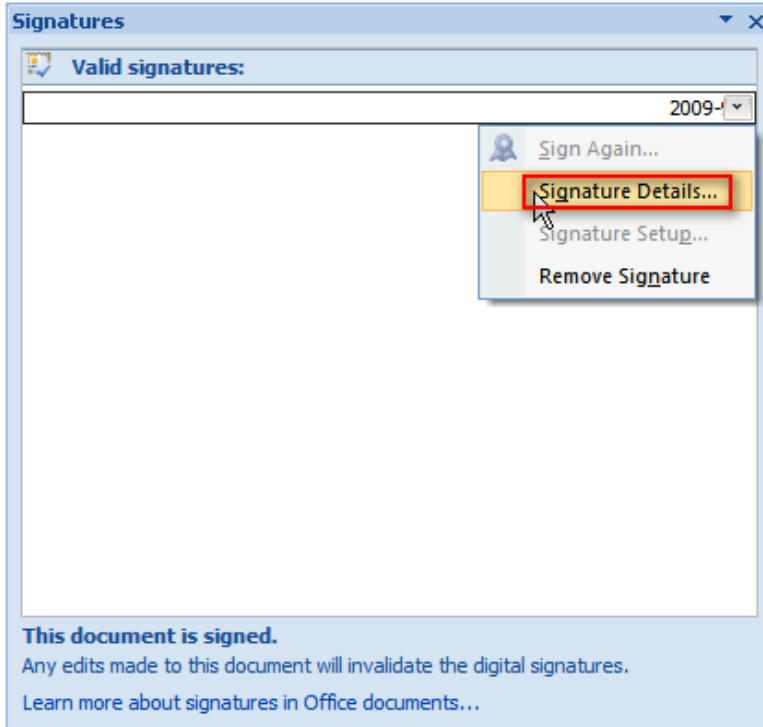 Signatures
Valid signatures:
2009-
Sign Again...
Signature Details...
Signature Setup...
Remove Signature
This document is signed.
Any edits made to this document will invalidate the digital signatures.
Learn more about signatures in Office documents...